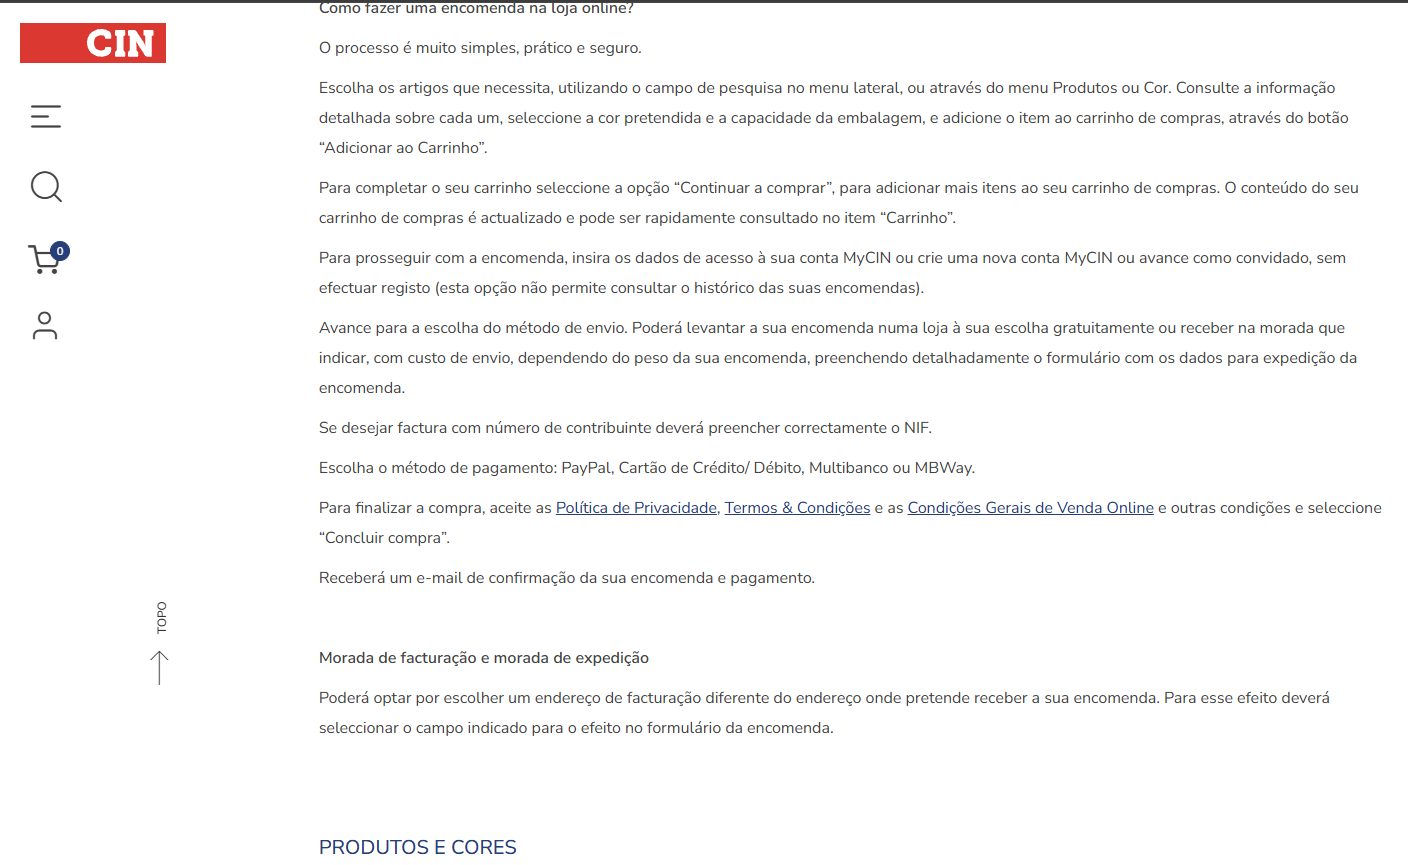 Como fazer uma encomenda na loja online?
CIN
O processo é muito simples, prático e seguro.
Escolha os artigos que necessita, utilizando o campo de pesquisa no menu lateral, ou através do menu Produtos ou Cor. Consulte a informação
detalhada sobre cada um, seleccione a cor pretendida e a capacidade da embalagem, e adicione o item ao carrinho de compras, através do botão
“Adicionar ao Carrinho”.
Para completar o seu carrinho seleccione a opção “Continuar a comprar”, para adicionar mais itens ao seu carrinho de compras. O conteúdo do seu
carrinho de compras é actualizado e pode ser rapidamente consultado no item “Carrinho”.
0
Para prosseguir com a encomenda, insira os dados de acesso à sua conta MyCIN ou crie uma nova conta MyCIN ou avance como convidado, sem
efectuar registo (esta opção não permite consultar o histórico das suas encomendas).
Avance para a escolha do método de envio. Poderá levantar a sua encomenda numa loja à sua escolha gratuitamente ou receber na morada que
indicar, com custo de envio, dependendo do peso da sua encomenda, preenchendo detalhadamente o formulário com os dados para expedição da
encomenda.
Se desejar factura com número de contribuinte deverá preencher correctamente o NIF.
Escolha o método de pagamento: PayPal, Cartão de Crédito/ Débito, Multibanco ou MBWay.
Para finalizar a compra, aceite as Política de Privacidade, Termos & Condições e as Condições Gerais de Venda Online e outras condições e seleccione
“Concluir compra”.
Receberá um e-mail de confirmação da sua encomenda e pagamento.
TOPO
Morada de facturação e morada de expedição
Poderá optar por escolher um endereço de facturação diferente do endereço onde pretende receber a sua encomenda. Para esse efeito deverá
seleccionar o campo indicado para o efeito no formulário da encomenda.
PRODUTOS E CORES